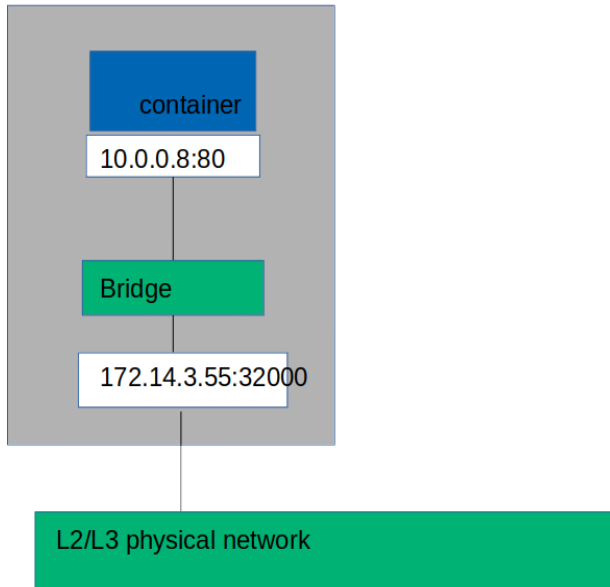 container
10.0.0.8:80
Bridge
172.14.3.55:32000
L2/L3 physical network